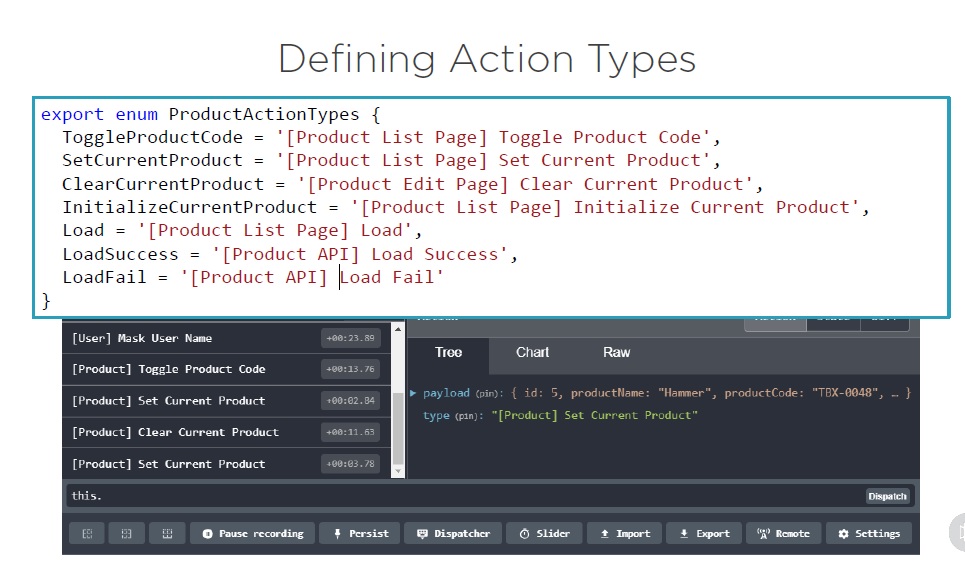 Defining Action Types
export enum ProductActionTypes {
ToggleProductCode = '[Product List Page] Toggle Product Code',
SetCurrentProduct = '[Product List Page] Set Current Product',
ClearCurrentProduct = '[Product Edit Page] Clear Current Product',
InitializeCurrentProduct = '[Product List Page] Initialize Current Product',
Load = '[Product List Page] Load',
LoadSuccess = '[Product API] Load Success',
LoadFail = '[Product API] Load Fail'
}
[User] Mask User Name +00:23.89
[Product] Toggle Product Code +00:13.76
[Product] Set Current Product +00:02.84
[Product] Clear Current Product +00:11.63
[Product] Set Current Product +00:03.78
Tree Chart Raw
payload (pin): { id: 5, productName: "Hammer", productCode: "TBX-0048", … }
type (pin): "[Product] Set Current Product"
this. Dispatch
Pause recording Persist Dispatcher Slider Import Export Remote Settings